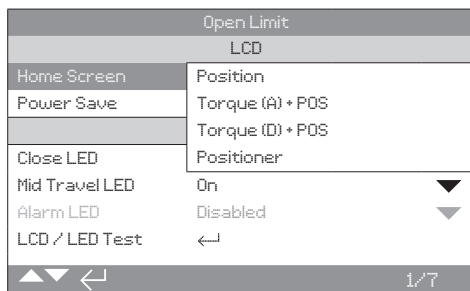 Open Limit
LCD
Home Screen Position
Power Save Torque (A) + POS
Torque (D) + POS
Close LED Positioner
Mid Travel LED On
Alarm LED Disabled
LCD / LED Test
1/7